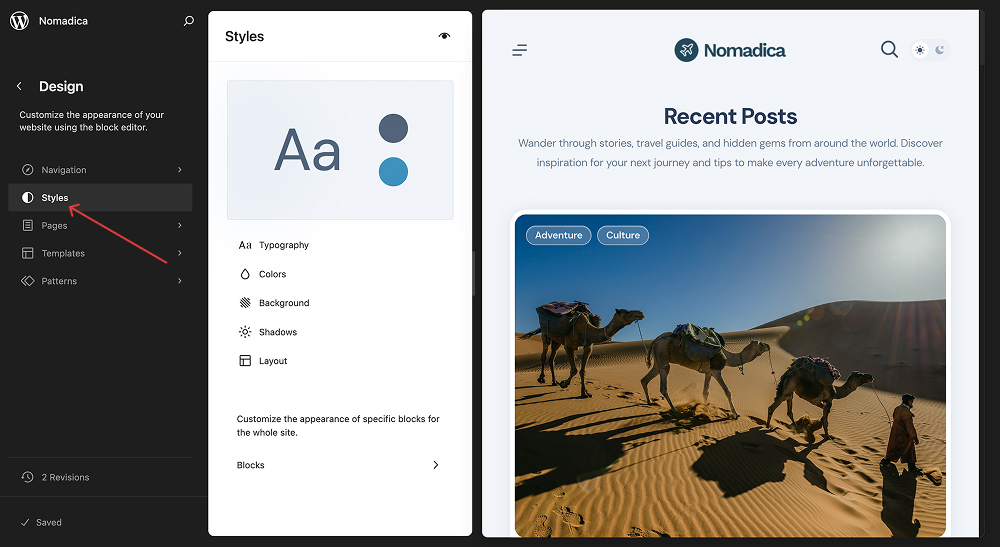 Nomadica
Design
Customize the appearance of your
website using the block editor.
Navigation
Styles
Pages
Templates
Patterns
2 Revisions
Saved
Styles
Aa
Aa Typography
Colors
Background
Shadows
Layout
Customize the appearance of specific blocks for
the whole site.
Blocks
Nomadica
Recent Posts
Wander through stories, travel guides, and hidden gems from around the world. Discover
inspiration for your next journey and tips to make every adventure unforgettable.
Adventure Culture